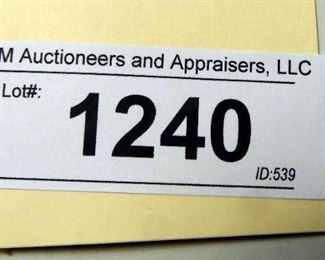 M Auctioneers and Appraisers, LLC
Lot#:
1240
ID:539